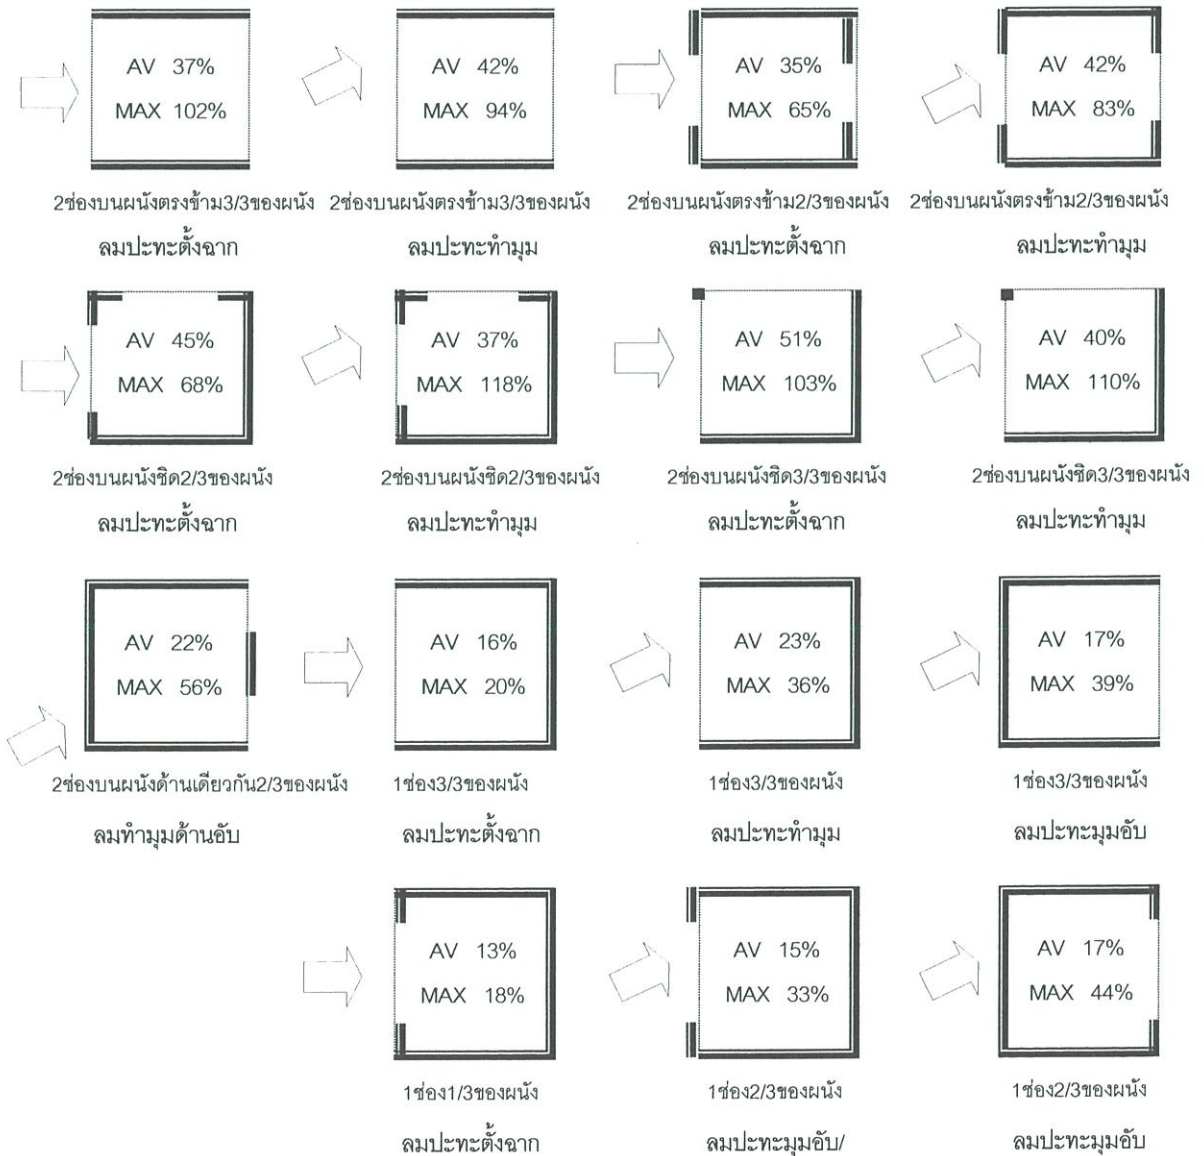 AV 37%
MAX 102%
2ช่องบนผนังตรงข้าม3/3ของผนัง
ลมปะทะตั้งฉาก
AV 42%
MAX 94%
2ช่องบนผนังตรงข้าม3/3ของผนัง
ลมปะทะทำมุม
AV 35%
MAX 65%
2ช่องบนผนังตรงข้าม2/3ของผนัง
ลมปะทะตั้งฉาก
AV 42%
MAX 83%
2ช่องบนผนังตรงข้าม2/3ของผนัง
ลมปะทะทำมุม
AV 45%
MAX 68%
2ช่องบนผนังชิด2/3ของผนัง
ลมปะทะตั้งฉาก
AV 37%
MAX 118%
2ช่องบนผนังชิด2/3ของผนัง
ลมปะทะทำมุม
AV 51%
MAX 103%
2ช่องบนผนังชิด3/3ของผนัง
ลมปะทะตั้งฉาก
AV 40%
MAX 110%
2ช่องบนผนังชิด3/3ของผนัง
ลมปะทะทำมุม
AV 22%
MAX 56%
2ช่องบนผนังด้านเดียวกัน2/3ของผนัง
ลมทำมุมด้านอับ
AV 16%
MAX 20%
1ช่อง3/3ของผนัง
ลมปะทะตั้งฉาก
AV 23%
MAX 36%
1ช่อง3/3ของผนัง
ลมปะทะทำมุม
AV 17%
MAX 39%
1ช่อง3/3ของผนัง
ลมปะทะมุมอับ
AV 13%
MAX 18%
1ช่อง1/3ของผนัง
ลมปะทะตั้งฉาก
AV 15%
MAX 33%
1ช่อง2/3ของผนัง
ลมปะทะมุมอับ/
AV 17%
MAX 44%
1ช่อง2/3ของผนัง
ลมปะทะมุมอับ